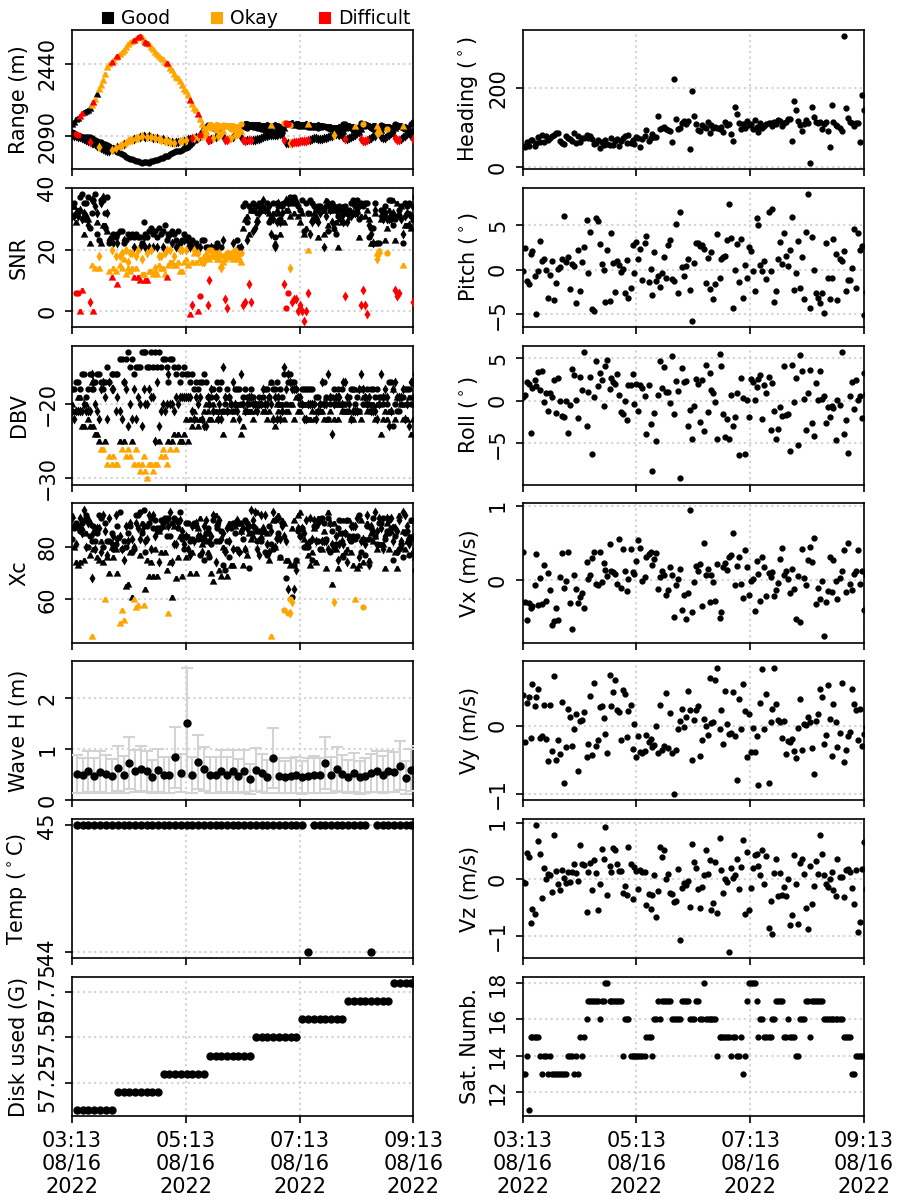 Good Okay Difficult
Range (m)
2440
2090
Heading (°)
200
0
SNR
40
20
0
Pitch (°)
5
0
−5
DBV
−20
−30
Roll (°)
5
0
−5
Xc
80
60
Vx (m/s)
1
0
Wave H (m)
2
1
0
Vy (m/s)
0
−1
Temp (°C)
45
44
Vz (m/s)
1
0
−1
Disk used (G)
57.75
57.50
57.25
Sat. Numb.
18
16
14
12
03:13 05:13 07:13 09:13 03:13 05:13 07:13 09:13
08/16 08/16 08/16 08/16 08/16 08/16 08/16 08/16
2022 2022 2022 2022 2022 2022 2022 2022